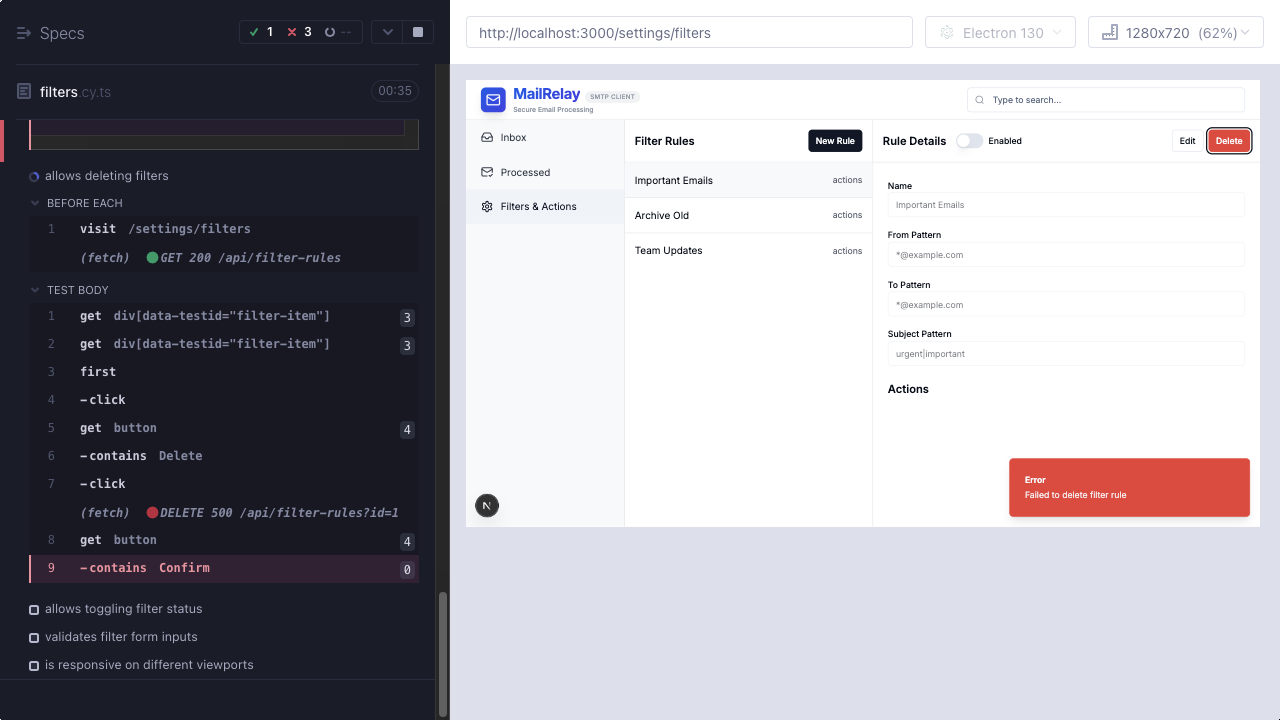 Specs
1
3
--
filters.cy.ts
00:35
allows deleting filters
BEFORE EACH
1 visit /settings/filters
(fetch) GET 200 /api/filter-rules
TEST BODY
1 get div[data-testid="filter-item"] 3
2 get div[data-testid="filter-item"] 3
3 first
4 -click
5 get button 4
6 -contains Delete
7 -click
(fetch) DELETE 500 /api/filter-rules?id=1
8 get button 4
9 -contains Confirm 0
allows toggling filter status
validates filter form inputs
is responsive on different viewports
http://localhost:3000/settings/filters
Electron 130
1280x720 (62%)
MailRelay SMTP CLIENT
Secure Email Processing
Type to search...
Inbox
Processed
Filters & Actions
N
Filter Rules
New Rule
Important Emails actions
Archive Old actions
Team Updates actions
Rule Details
Enabled
Edit
Delete
Name
Important Emails
From Pattern
*@example.com
To Pattern
*@example.com
Subject Pattern
urgent|important
Actions
Error
Failed to delete filter rule